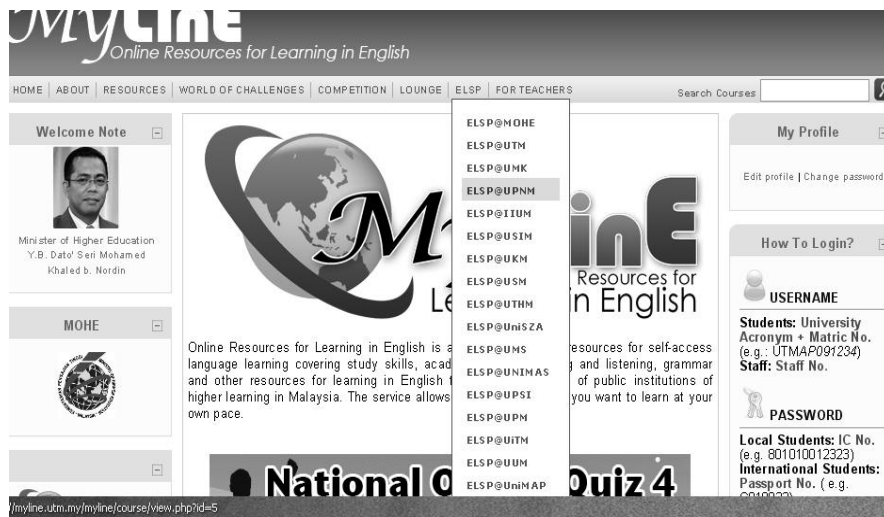 MyLinE
Online Resources for Learning in English
HOME | ABOUT | RESOURCES | WORLD OF CHALLENGES | COMPETITION | LOUNGE | ELSP | FOR TEACHERS
Search Courses
Welcome Note
Minister of Higher Education
Y.B. Dato' Seri Mohamed
Khaled b. Nordin
MOHE
ELSP@MOHE
ELSP@UTM
ELSP@UMK
ELSP@UPNM
ELSP@IIUM
ELSP@USIM
ELSP@UKM
ELSP@USM
ELSP@UTHM
ELSP@UniSZA
ELSP@UMS
ELSP@UNIMAS
ELSP@UPSI
ELSP@UPM
ELSP@UiTM
ELSP@UUM
ELSP@UniMAP
Resources for
in English
Online Resources for Learning in English is resources for self-access
language learning covering study skills, and listening, grammar
and other resources for learning in English of public institutions of
higher learning in Malaysia. The service allows you want to learn at your
own pace.
National Quiz 4
My Profile
Edit profile | Change password
How To Login?
USERNAME
Students: University
Acronym + Matric No.
(e.g.: UTMAP091234)
Staff: Staff No.
PASSWORD
Local Students: IC No.
(e.g. 801010012323)
International Students:
Passport No. ( e.g.
/myline.utm.my/myline/course/view.php?id=5